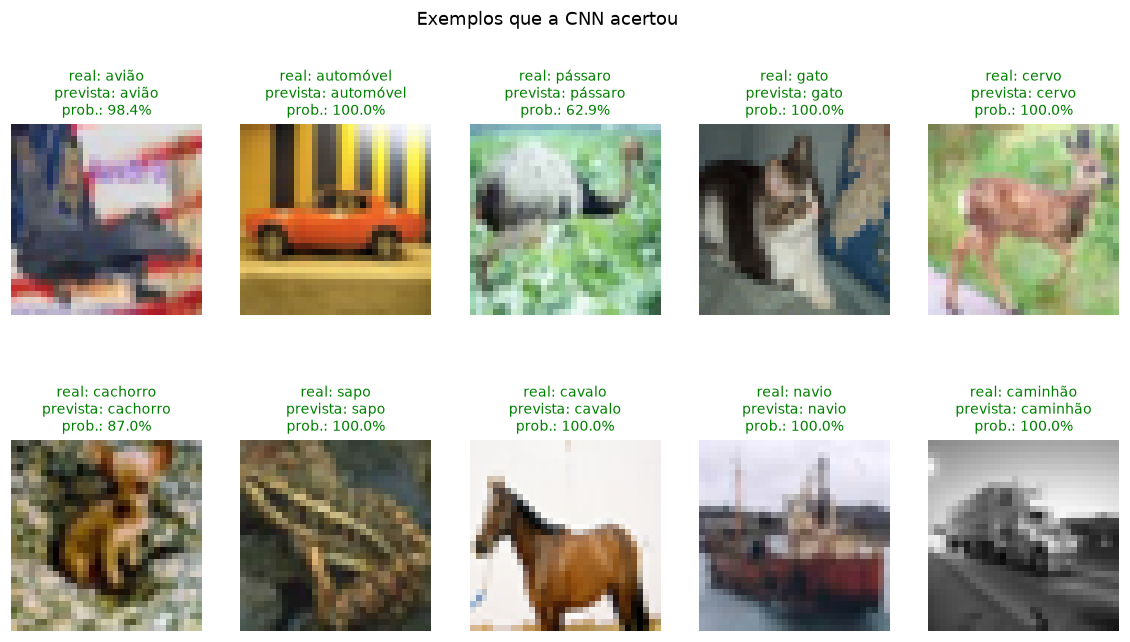 Exemplos que a CNN acertou
real: avião
prevista: avião
prob.: 98.4%
real: automóvel
prevista: automóvel
prob.: 100.0%
real: pássaro
prevista: pássaro
prob.: 62.9%
real: gato
prevista: gato
prob.: 100.0%
real: cervo
prevista: cervo
prob.: 100.0%
real: cachorro
prevista: cachorro
prob.: 87.0%
real: sapo
prevista: sapo
prob.: 100.0%
real: cavalo
prevista: cavalo
prob.: 100.0%
real: navio
prevista: navio
prob.: 100.0%
real: caminhão
prevista: caminhão
prob.: 100.0%